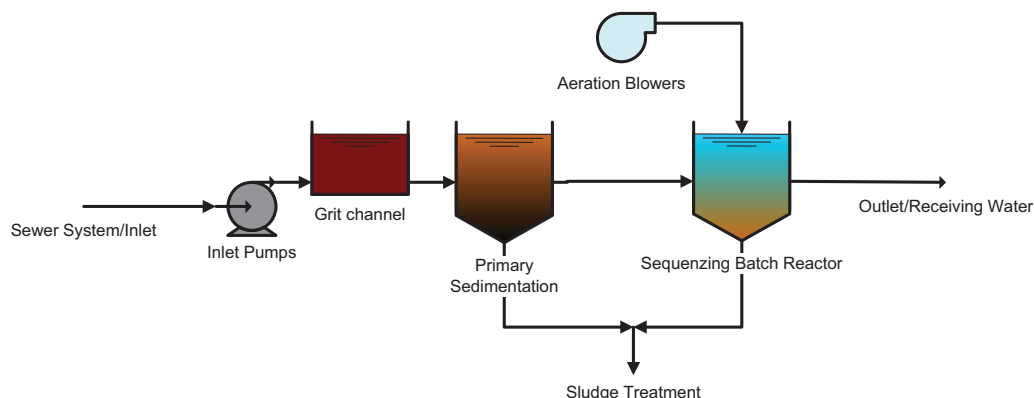 Aeration Blowers
Grit channel
Sewer System/Inlet
Inlet Pumps
Primary
Sedimentation
Sequenzing Batch Reactor
Outlet/Receiving Water
Sludge Treatment